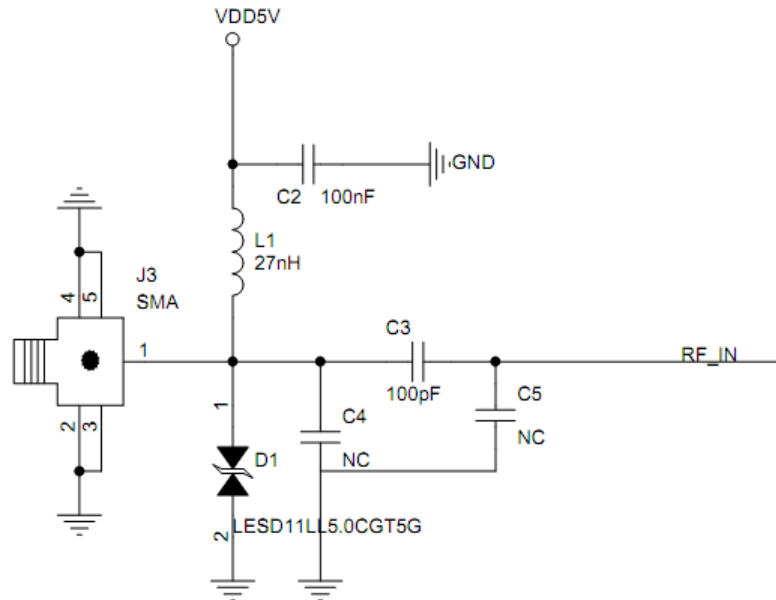 VDD5V
GND
C2 100nF
L1
27nH
J3
SMA
4
5
1
C3
RF_IN
100pF
C5
1
C4
NC
2
3
D1
NC
2
LESD11LL5.0CGT5G